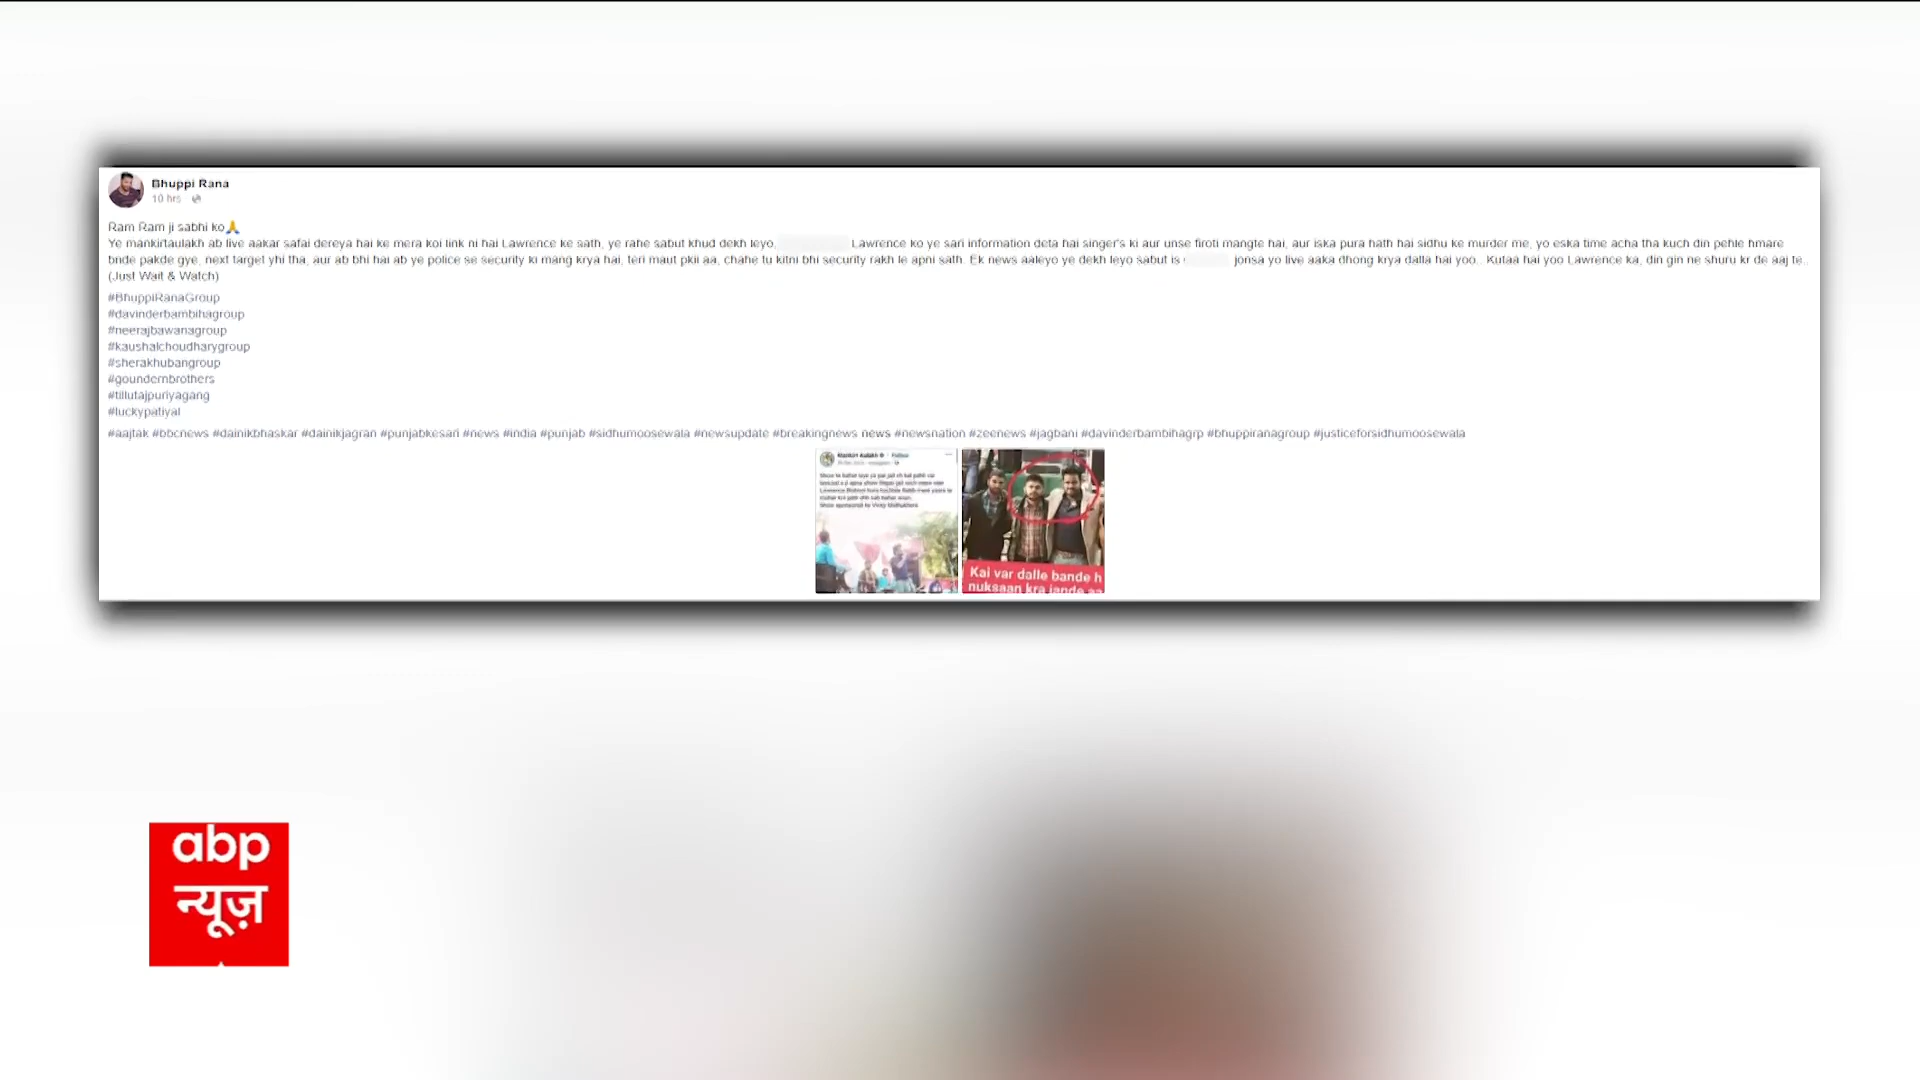 Bhuppi Rana
10 hrs
Ram Ram ji sabhi ko🙏
Ye mankirtaulakh ab live aakar safai dereya hai ke mera koi link ni hai Lawrence ke sath, ye rahe sabut khud dekh leyo, Lawrence ko ye sari information deta hai singer's ki aur unse firoti mangte hai, aur iska pura hath hai sidhu ke murder me, yo eska time acha tha kuch din pehle hmare
bnde pakde gye, next target yhi tha, aur ab bhi hai ab ye police se security ki mang krya hai, teri maut pkii aa, chahe tu kitni bhi security rakh le apni sath. Ek news aaleyo ye dekh leyo sabut is jonsa yo live aaka dhong krya dalla hai yoo.. Kutaa hai yoo Lawrence ka, din gin ne shuru kr de aaj te..
(Just Wait & Watch)
#BhuppiRanaGroup
#davinderbambihagroup
#neerajbawanagroup
#kaushalchoudharygroup
#sherakhubangroup
#goundernbrothers
#tillutajpuriyagang
#luckypatiyal
#aajtak #bbcnews #dainikbhaskar #dainikjagran #punjabkesari #news #india #punjab #sidhumoosewala #newsupdate #breakingnews news #newsnation #zeenews #jagbani #davinderbambihagrp #bhuppiranagroup #justiceforsidhumoosewala
Mankirt Aulakh
Follow
Kai var dalle bande h
nuksaan kra jande aa
abp
न्यूज़